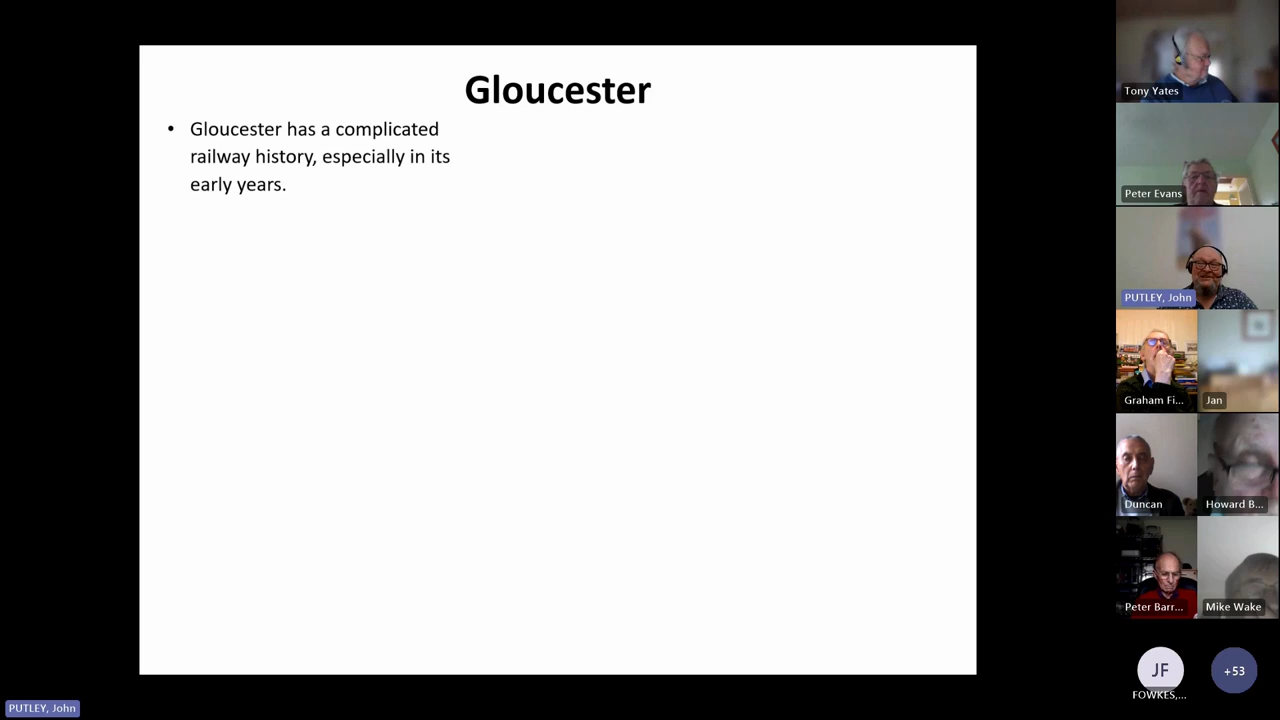 Gloucester
• Gloucester has a complicated
railway history, especially in its
early years.
Tony Yates
Peter Evans
PUTLEY, John
Graham Fi...
Jan
Duncan
Howard B...
Peter Barr...
Mike Wake
JF
+53
FOWKES,...
PUTLEY, John